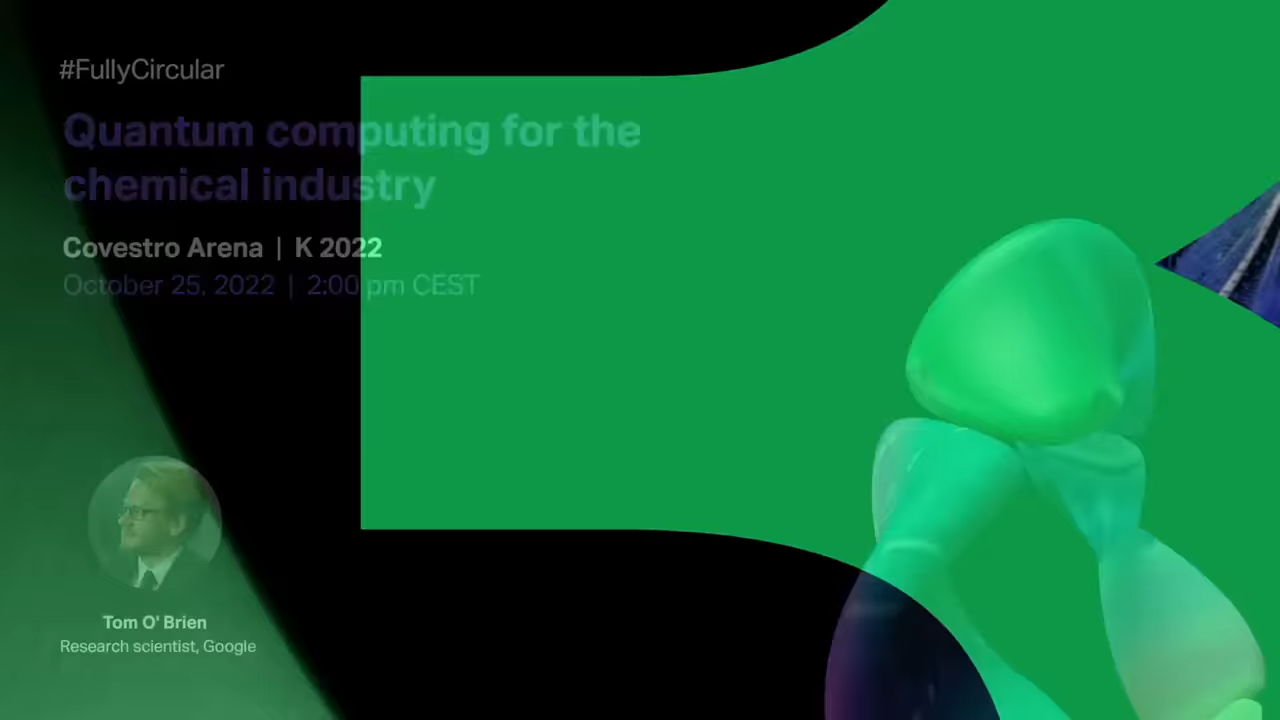 #FullyCircular
Quantum computing for the
chemical industry
Covestro Arena | K 2022
October 25, 2022 | 2:00 pm CEST
Tom O' Brien
Research scientist, Google